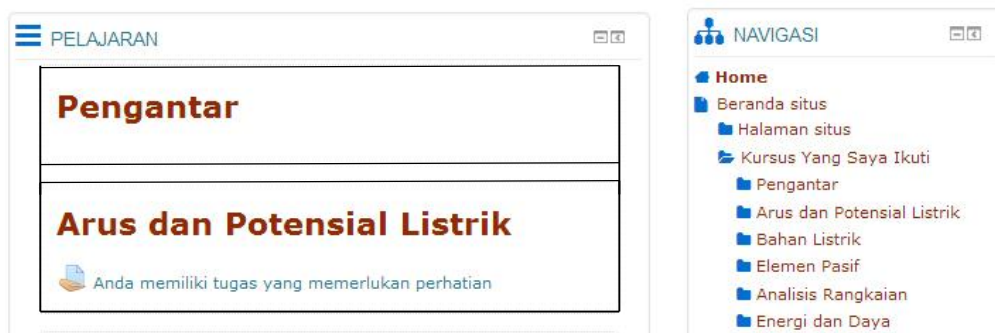 PELAJARAN
Pengantar
Arus dan Potensial Listrik
Anda memiliki tugas yang memerlukan perhatian
NAVIGASI
Home
Beranda situs
Halaman situs
Kursus Yang Saya Ikuti
Pengantar
Arus dan Potensial Listrik
Bahan Listrik
Elemen Pasif
Analisis Rangkaian
Energi dan Daya